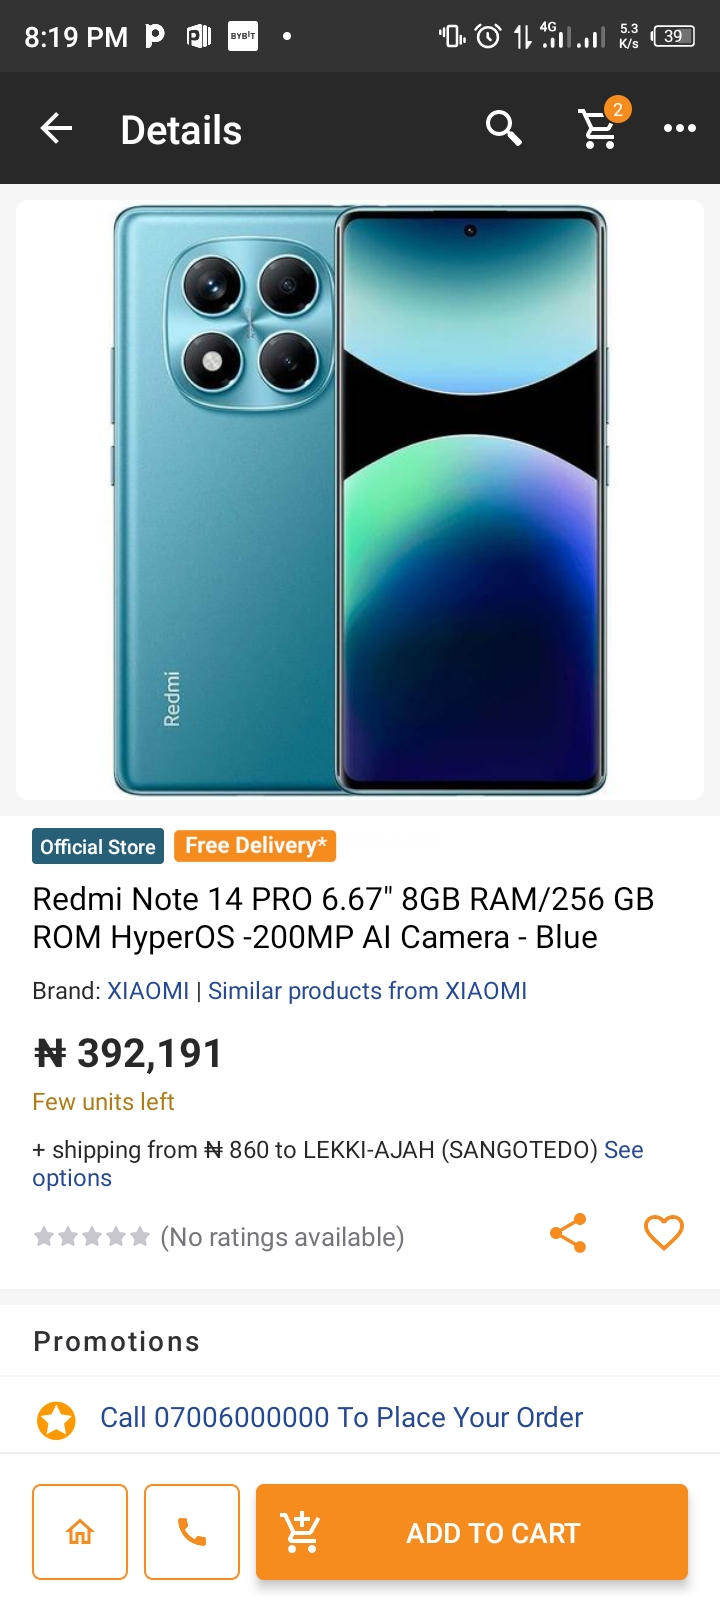 8:19 PM
BYBIT
4G
5.3
K/s
39
Details
2
Redmi
Official Store
Free Delivery*
Redmi Note 14 PRO 6.67" 8GB RAM/256 GB
ROM HyperOS -200MP AI Camera - Blue
Brand: XIAOMI | Similar products from XIAOMI
₦ 392,191
Few units left
+ shipping from ₦ 860 to LEKKI-AJAH (SANGOTEDO) See
options
(No ratings available)
Promotions
Call 07006000000 To Place Your Order
ADD TO CART